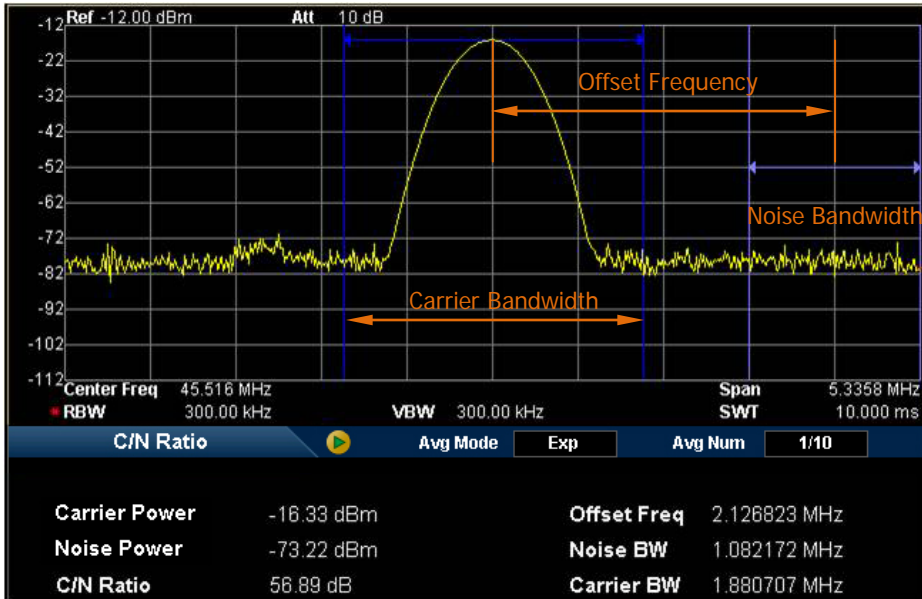 Ref -12.00 dBm Att 10 dB
-12
-22
Offset Frequency
-32
-42
-52
-62
Noise Bandwidth
-72
-82
Carrier Bandwidth
-92
-102
-112
Center Freq 45.516 MHz Span 5.3358 MHz
RBW 300.00 kHz VBW 300.00 kHz SWT 10.000 ms
C/N Ratio Avg Mode Exp Avg Num 1/10
Carrier Power -16.33 dBm Offset Freq 2.126823 MHz
Noise Power -73.22 dBm Noise BW 1.082172 MHz
C/N Ratio 56.89 dB Carrier BW 1.880707 MHz